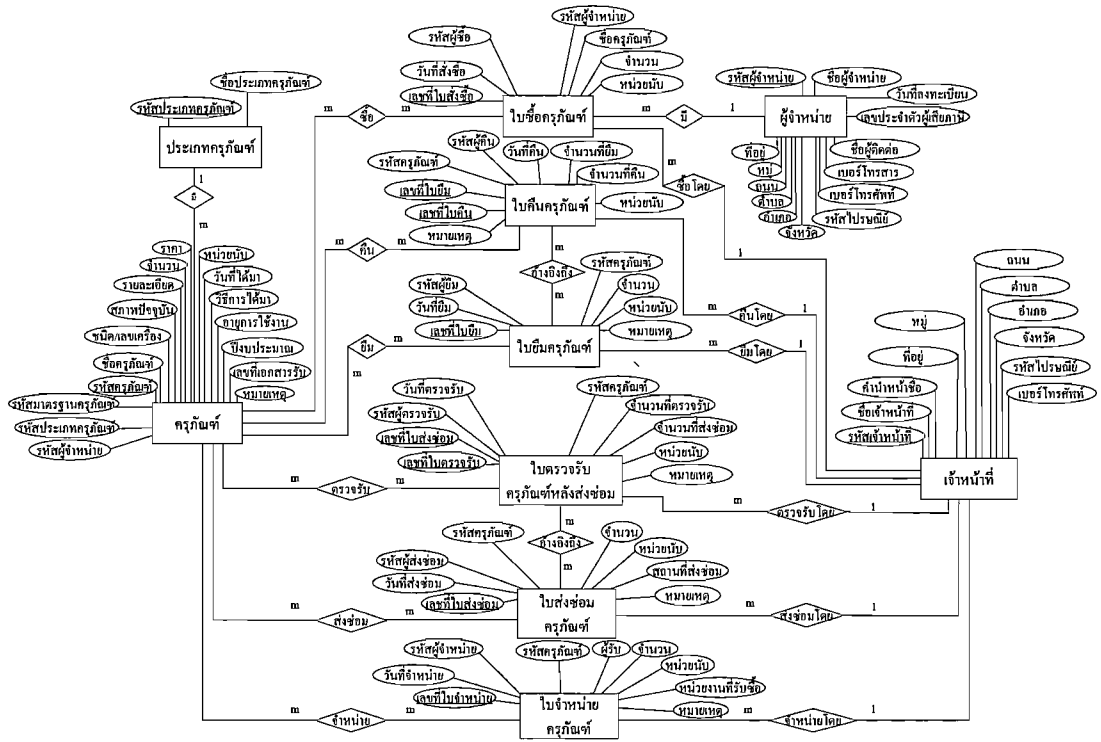 รหัสผู้จำหน่าย
รหัสผู้ซื้อ
ชื่อครุภัณฑ์
วันที่สั่งซื้อ
จำนวน
เลขที่ใบสั่งซื้อ
หน่วยนับ
ใบซื้อครุภัณฑ์
m
ซื้อ
m
m
มี
1
รหัสผู้จำหน่าย
ชื่อผู้จำหน่าย
วันที่ลงทะเบียน
เลขประจำตัวผู้เสียภาษี
ผู้จำหน่าย
ที่อยู่
หมู่
ถนน
ตำบล
อำเภอ
จังหวัด
ชื่อผู้ติดต่อ
เบอร์โทรสาร
เบอร์โทรศัพท์
รหัสไปรษณีย์
ชื่อประเภทครุภัณฑ์
รหัสประเภทครุภัณฑ์
ประเภทครุภัณฑ์
1
มี
m
m
ซื้อโดย
1
รหัสผู้คืน
วันที่คืน
จำนวนที่ยืม
รหัสครุภัณฑ์
จำนวนที่คืน
เลขที่ใบยืม
หน่วยนับ
เลขที่ใบคืน
หมายเหตุ
ใบคืนครุภัณฑ์
m
คืน
m
m
อ้างอิงถึง
m
m
คืนโดย
1
ราคา
จำนวน
รายละเอียด
สภาพปัจจุบัน
ชนิด/เลขเครื่อง
ชื่อครุภัณฑ์
รหัสครุภัณฑ์
รหัสมาตรฐานครุภัณฑ์
รหัสประเภทครุภัณฑ์
รหัสผู้จำหน่าย
หน่วยนับ
วันที่ได้มา
วิธีการได้มา
อายุการใช้งาน
ปีงบประมาณ
เลขที่เอกสารรับ
หมายเหตุ
ครุภัณฑ์
รหัสผู้ยืม
วันที่ยืม
เลขที่ใบยืม
รหัสครุภัณฑ์
จำนวน
หน่วยนับ
หมายเหตุ
ใบยืมครุภัณฑ์
m
ยืม
m
m
ยืมโดย
1
ถนน
ตำบล
อำเภอ
จังหวัด
รหัสไปรษณีย์
เบอร์โทรศัพท์
หมู่
ที่อยู่
คำนำหน้าชื่อ
ชื่อเจ้าหน้าที่
รหัสเจ้าหน้าที่
เจ้าหน้าที่
วันที่ตรวจรับ
รหัสผู้ตรวจรับ
เลขที่ใบส่งซ่อม
เลขที่ใบตรวจรับ
รหัสครุภัณฑ์
จำนวนที่ตรวจรับ
จำนวนที่ส่งซ่อม
หน่วยนับ
หมายเหตุ
ใบตรวจรับ
ครุภัณฑ์หลังส่งซ่อม
m
ตรวจรับ
m
m
ตรวจรับโดย
1
m
อ้างอิงถึง
m
รหัสครุภัณฑ์
รหัสผู้ส่งซ่อม
วันที่ส่งซ่อม
เลขที่ใบส่งซ่อม
จำนวน
หน่วยนับ
สถานที่ส่งซ่อม
หมายเหตุ
ใบส่งซ่อม
ครุภัณฑ์
m
ส่งซ่อม
m
m
ส่งซ่อมโดย
1
รหัสผู้จำหน่าย
วันที่จำหน่าย
เลขที่ใบจำหน่าย
รหัสครุภัณฑ์
ผู้รับ
จำนวน
หน่วยนับ
หน่วยงานที่รับซื้อ
หมายเหตุ
ใบจำหน่าย
ครุภัณฑ์
m
จำหน่าย
m
m
จำหน่ายโดย
1